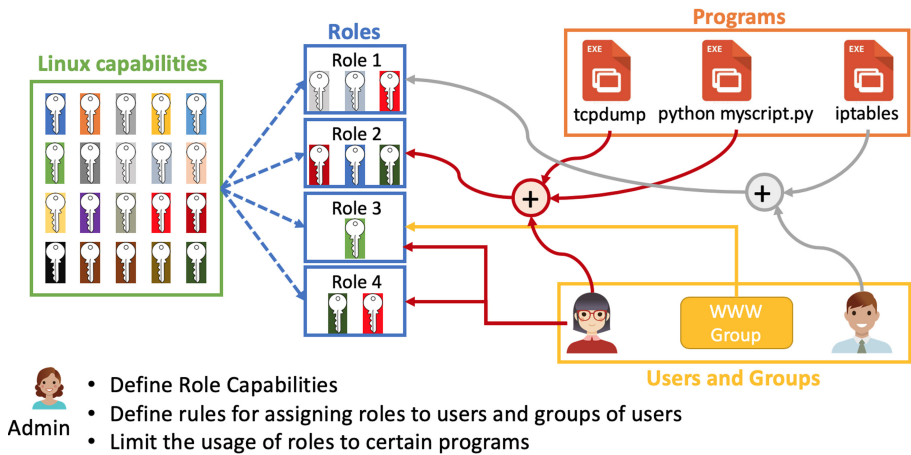 Programs
Roles
Linux capabilities
Role 1
EXE
EXE
EXE
tcpdump
python myscript.py
iptables
Role 2
+
+
Role 3
Role 4
WWW
Group
Users and Groups
• Define Role Capabilities
• Define rules for assigning roles to users and groups of users
Admin
• Limit the usage of roles to certain programs